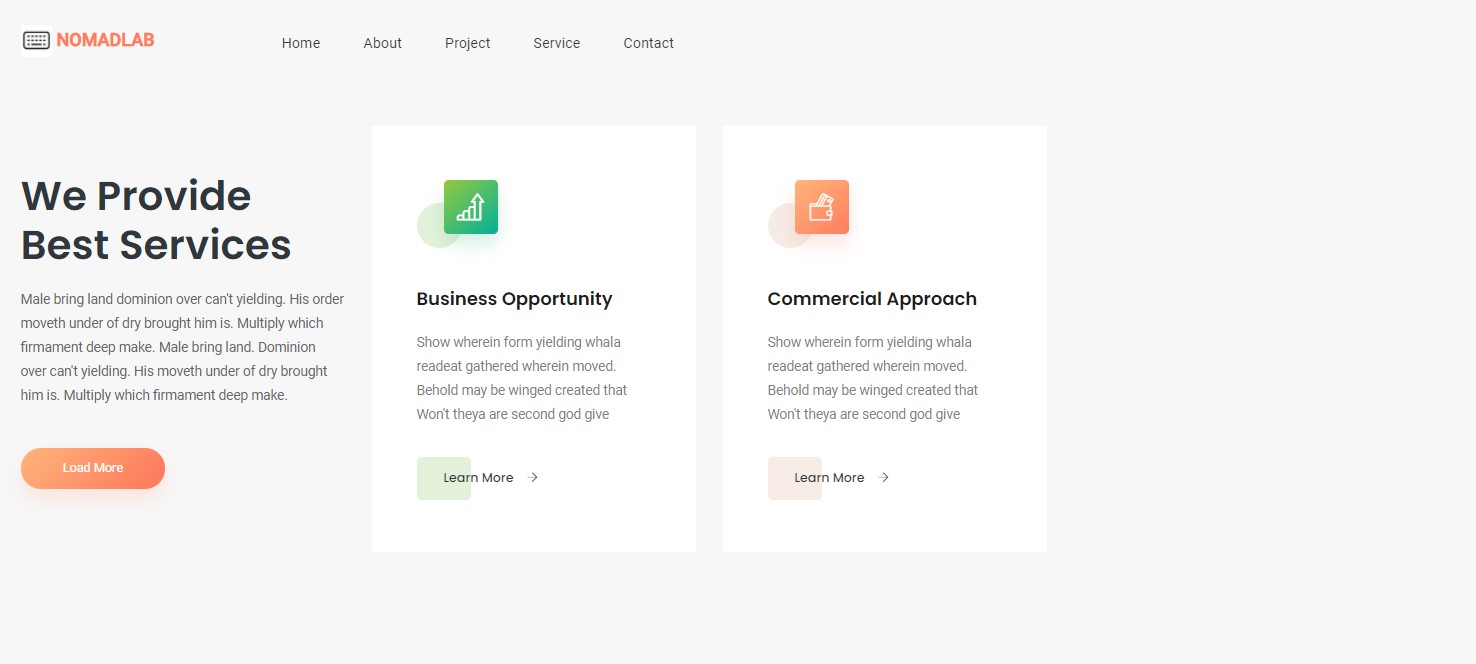 NOMADLAB
Home
About
Project
Service
Contact
We Provide
Best Services
Male bring land dominion over can't yielding. His order
moveth under of dry brought him is. Multiply which
firmament deep make. Male bring land. Dominion
over can't yielding. His moveth under of dry brought
him is. Multiply which firmament deep make.
Load More
Business Opportunity
Show wherein form yielding whala
readeat gathered wherein moved.
Behold may be winged created that
Won't theya are second god give
Learn More
Commercial Approach
Show wherein form yielding whala
readeat gathered wherein moved.
Behold may be winged created that
Won't theya are second god give
Learn More